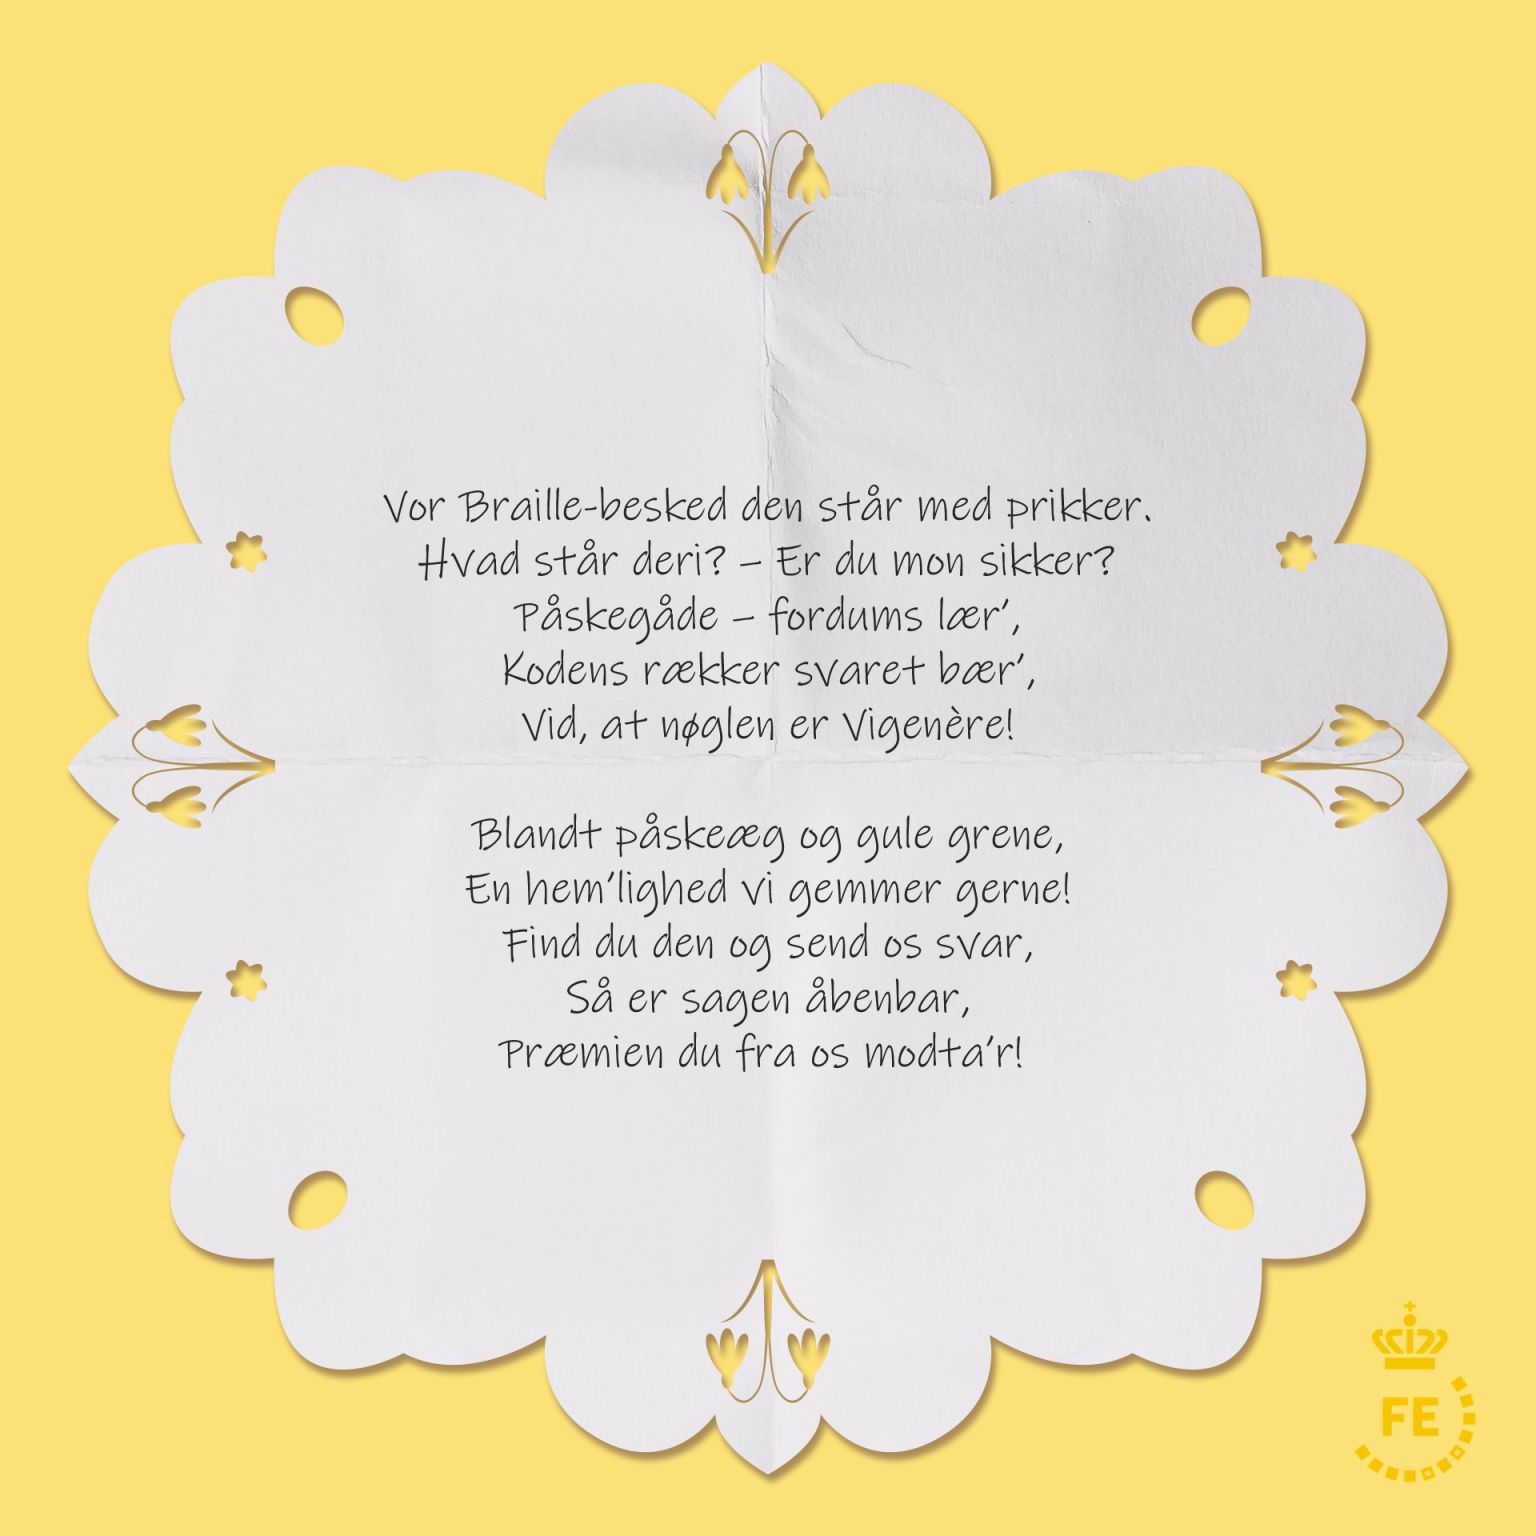 Vor Braille-besked den står med prikker.
Hvad står deri? – Er du mon sikker?
Påskegåde – fordums lær’,
Kodens rækker svaret bær’,
Vid, at nøglen er Vigenère!
Blandt påskeæg og gule grene,
En hem’lighed vi gemmer gerne!
Find du den og send os svar,
Så er sagen åbenbar,
Præmien du fra os modta’r!
FE